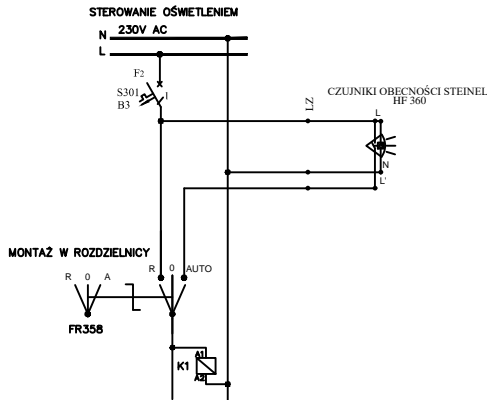 STEROWANIE OŚWIETLENIEM
N 230V AC
L
F2
S301
B3
I
LZ
CZUJNIKI OBECNOŚCI STEINEL
HF 360
L
N
L'
MONTAŻ W ROZDZIELNICY
R 0 A
R 0 AUTO
FR358
K1
A1
A2